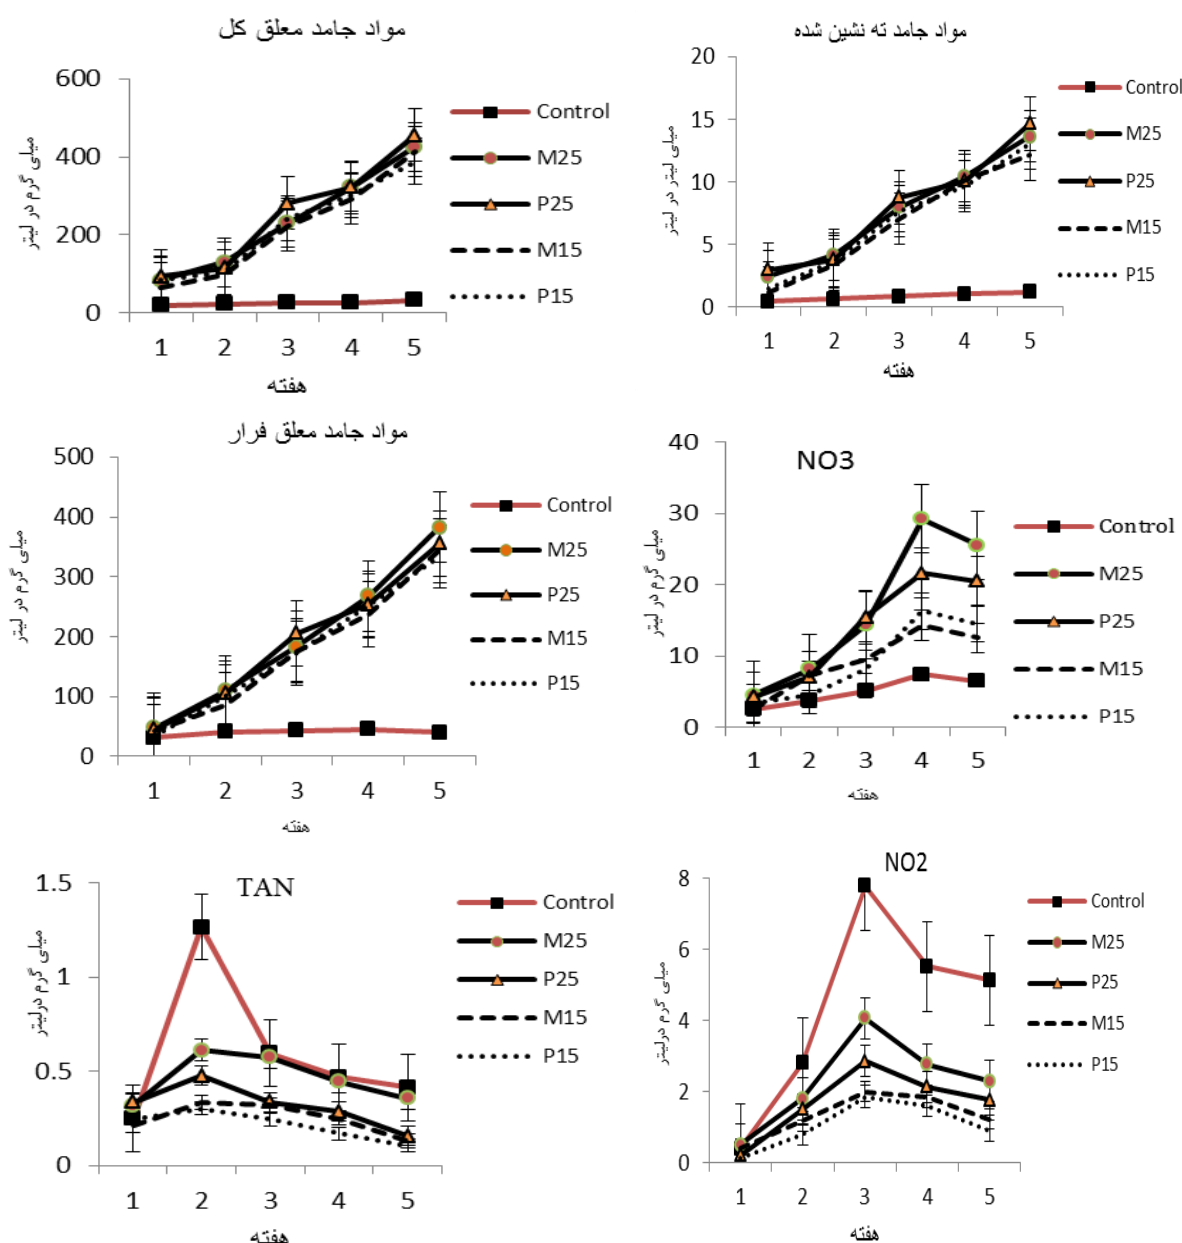 مواد جامد معلق کل
میلی گرم در لیتر
600
400
200
0
1 2 3 4 5
هفته
Control
M25
P25
M15
P15
مواد جامد ته نشین شده
میلی لیتر در لیتر
20
15
10
5
0
1 2 3 4 5
هفته
Control
M25
P25
M15
P15
مواد جامد معلق فرار
میلی گرم در لیتر
500
400
300
200
100
0
1 2 3 4 5
هفته
Control
M25
P25
M15
P15
NO3
میلی گرم در لیتر
40
30
20
10
0
1 2 3 4 5
هفته
Control
M25
P25
M15
P15
TAN
میلی گرم درلیتر
1.5
1
0.5
0
1 2 3 4 5
هفته
Control
M25
P25
M15
P15
NO2
میلی گرم درلیتر
8
6
4
2
0
1 2 3 4 5
هفته
Control
M25
P25
M15
P15